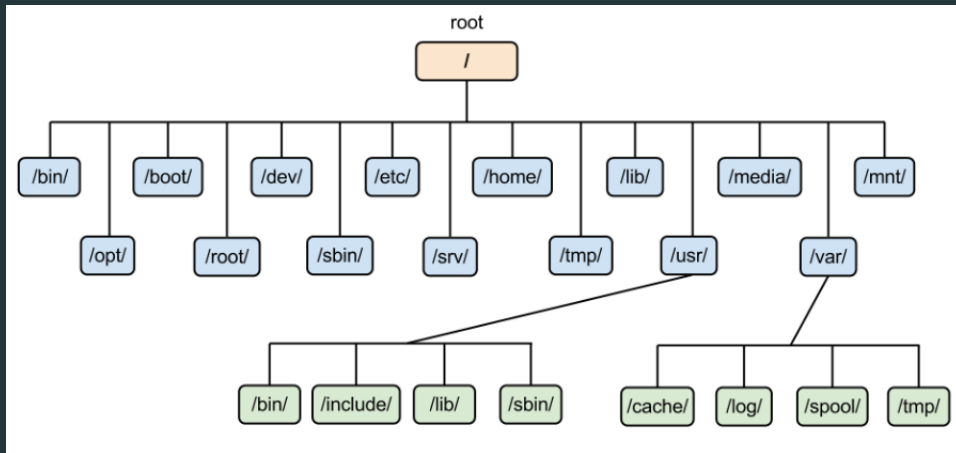 root
/
/bin/
/boot/
/dev/
/etc/
/home/
/lib/
/media/
/mnt/
/opt/
/root/
/sbin/
/srv/
/tmp/
/usr/
/var/
/bin/
/include/
/lib/
/sbin/
/cache/
/log/
/spool/
/tmp/